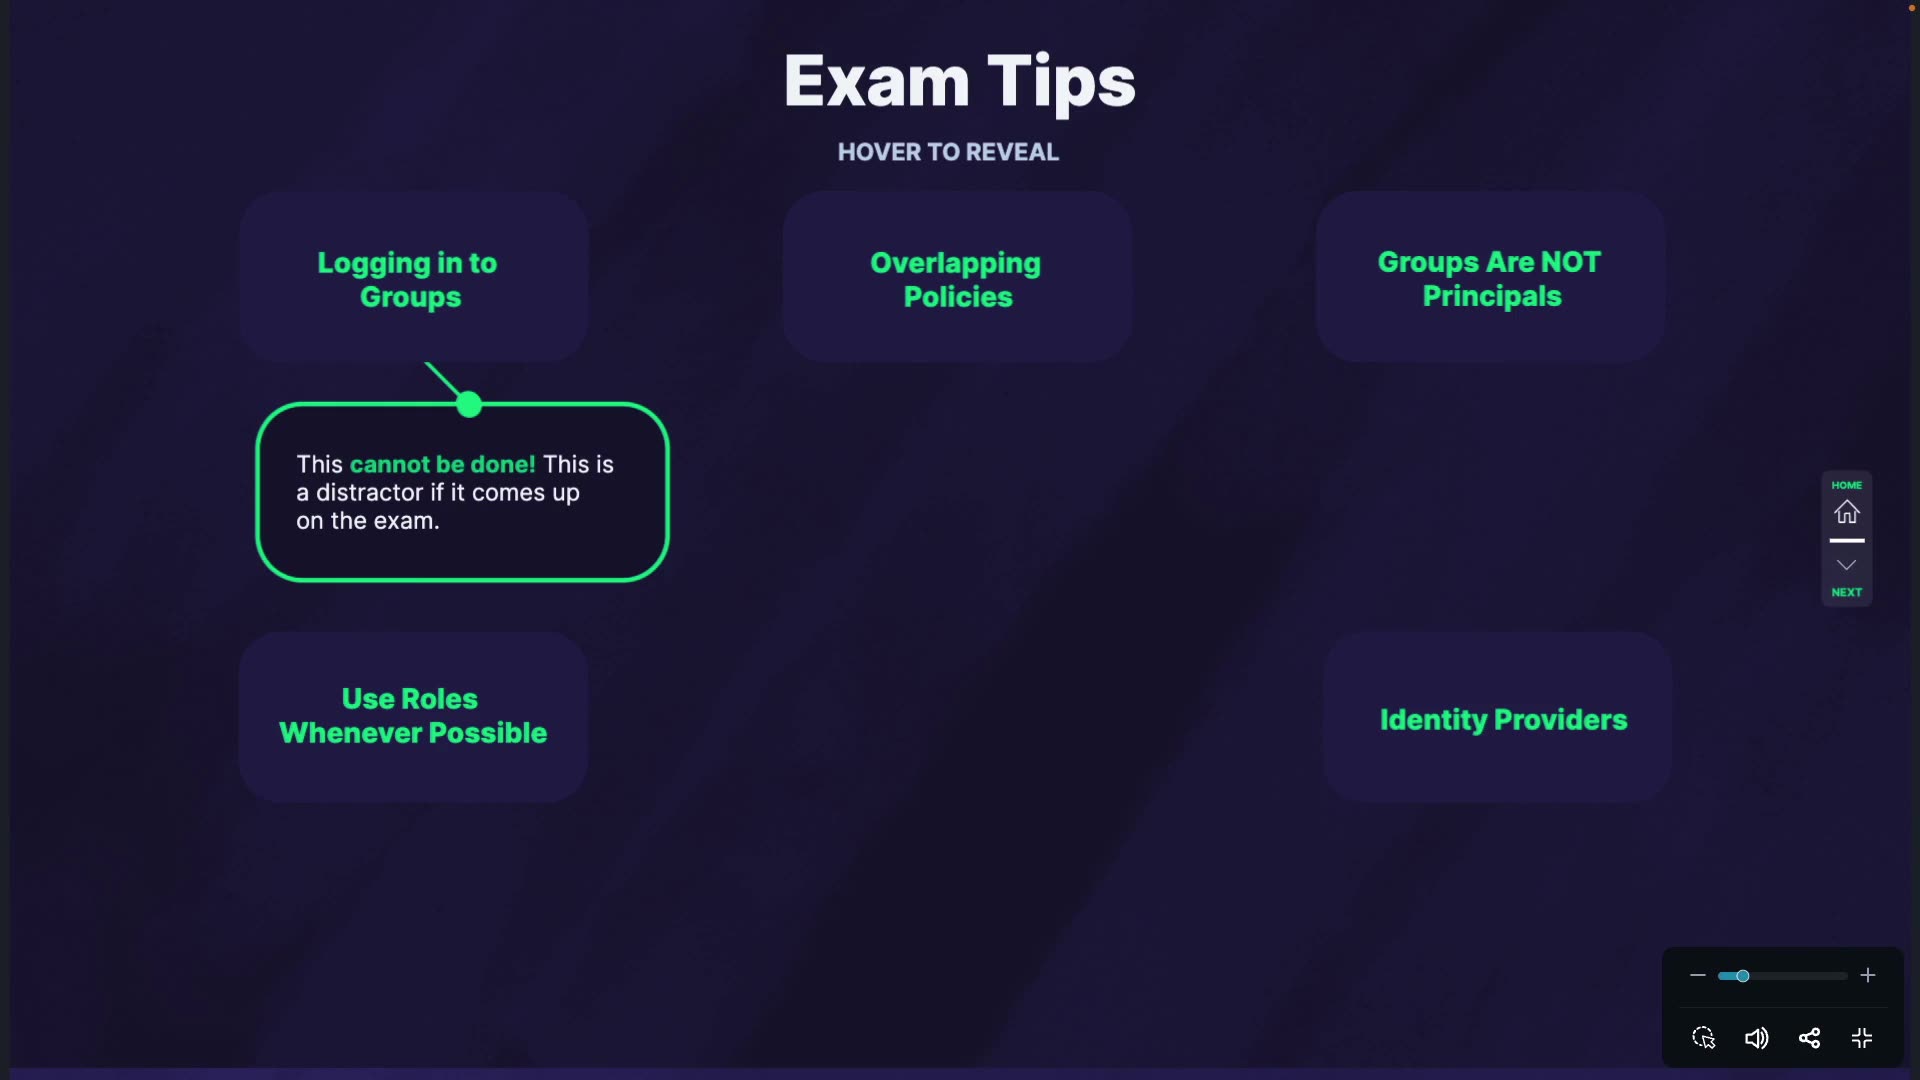 Exam Tips
HOVER TO REVEAL
Logging in to
Groups
Overlapping
Policies
Groups Are NOT
Principals
This cannot be done! This is
a distractor if it comes up
on the exam.
HOME
NEXT
Use Roles
Whenever Possible
Identity Providers